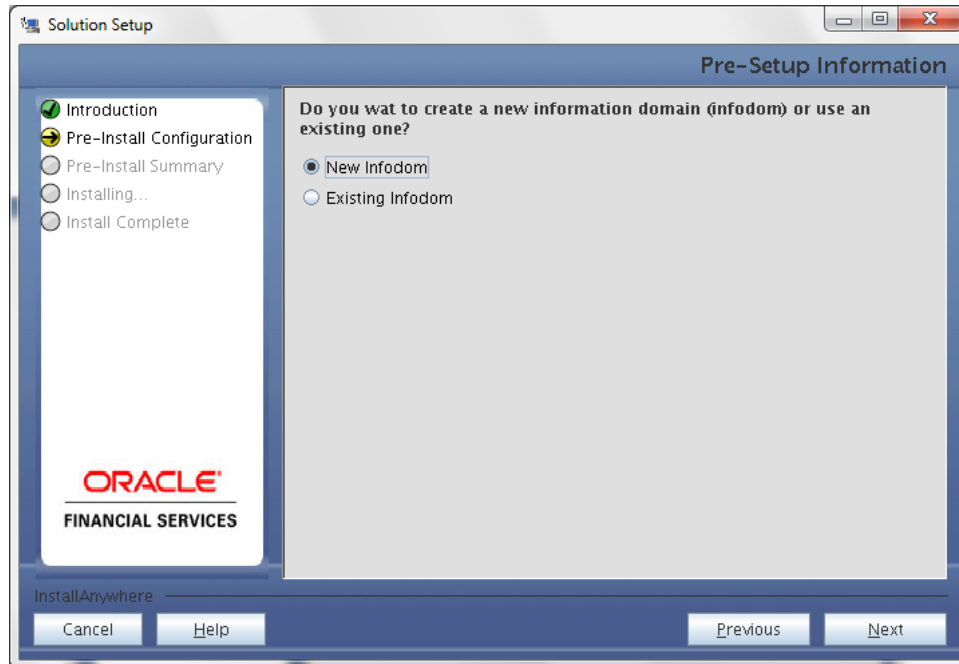 Solution Setup
Pre-Setup Information
Introduction
Pre-Install Configuration
Pre-Install Summary
Installing...
Install Complete
Do you wat to create a new information domain (infodom) or use an
existing one?
New Infodom
Existing Infodom
ORACLE
FINANCIAL SERVICES
InstallAnywhere
Cancel
Help
Previous
Next